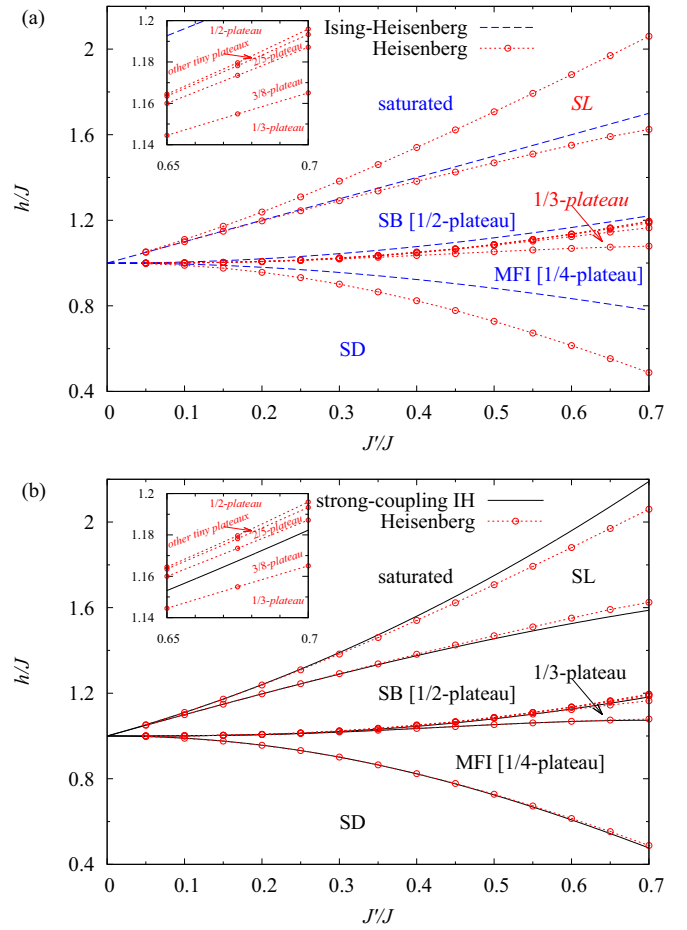 (a)
1.2
1.18
1.16
1.14
0.65
0.7
1/2-plateau
other tiny plateaux
2/5-plateau
3/8-plateau
1/3-plateau
Ising-Heisenberg
Heisenberg
saturated
SL
1/3-plateau
SB [1/2-plateau]
MFI [1/4-plateau]
SD
2
1.6
1.2
0.8
0.4
h/J
0
0.1
0.2
0.3
0.4
0.5
0.6
0.7
J'/J
(b)
1.2
1.18
1.16
1.14
0.65
0.7
1/2-plateau
other tiny plateaux
2/5-plateau
3/8-plateau
1/3-plateau
strong-coupling IH
Heisenberg
saturated
SL
1/3-plateau
SB [1/2-plateau]
MFI [1/4-plateau]
SD
2
1.6
1.2
0.8
0.4
h/J
0
0.1
0.2
0.3
0.4
0.5
0.6
0.7
J'/J